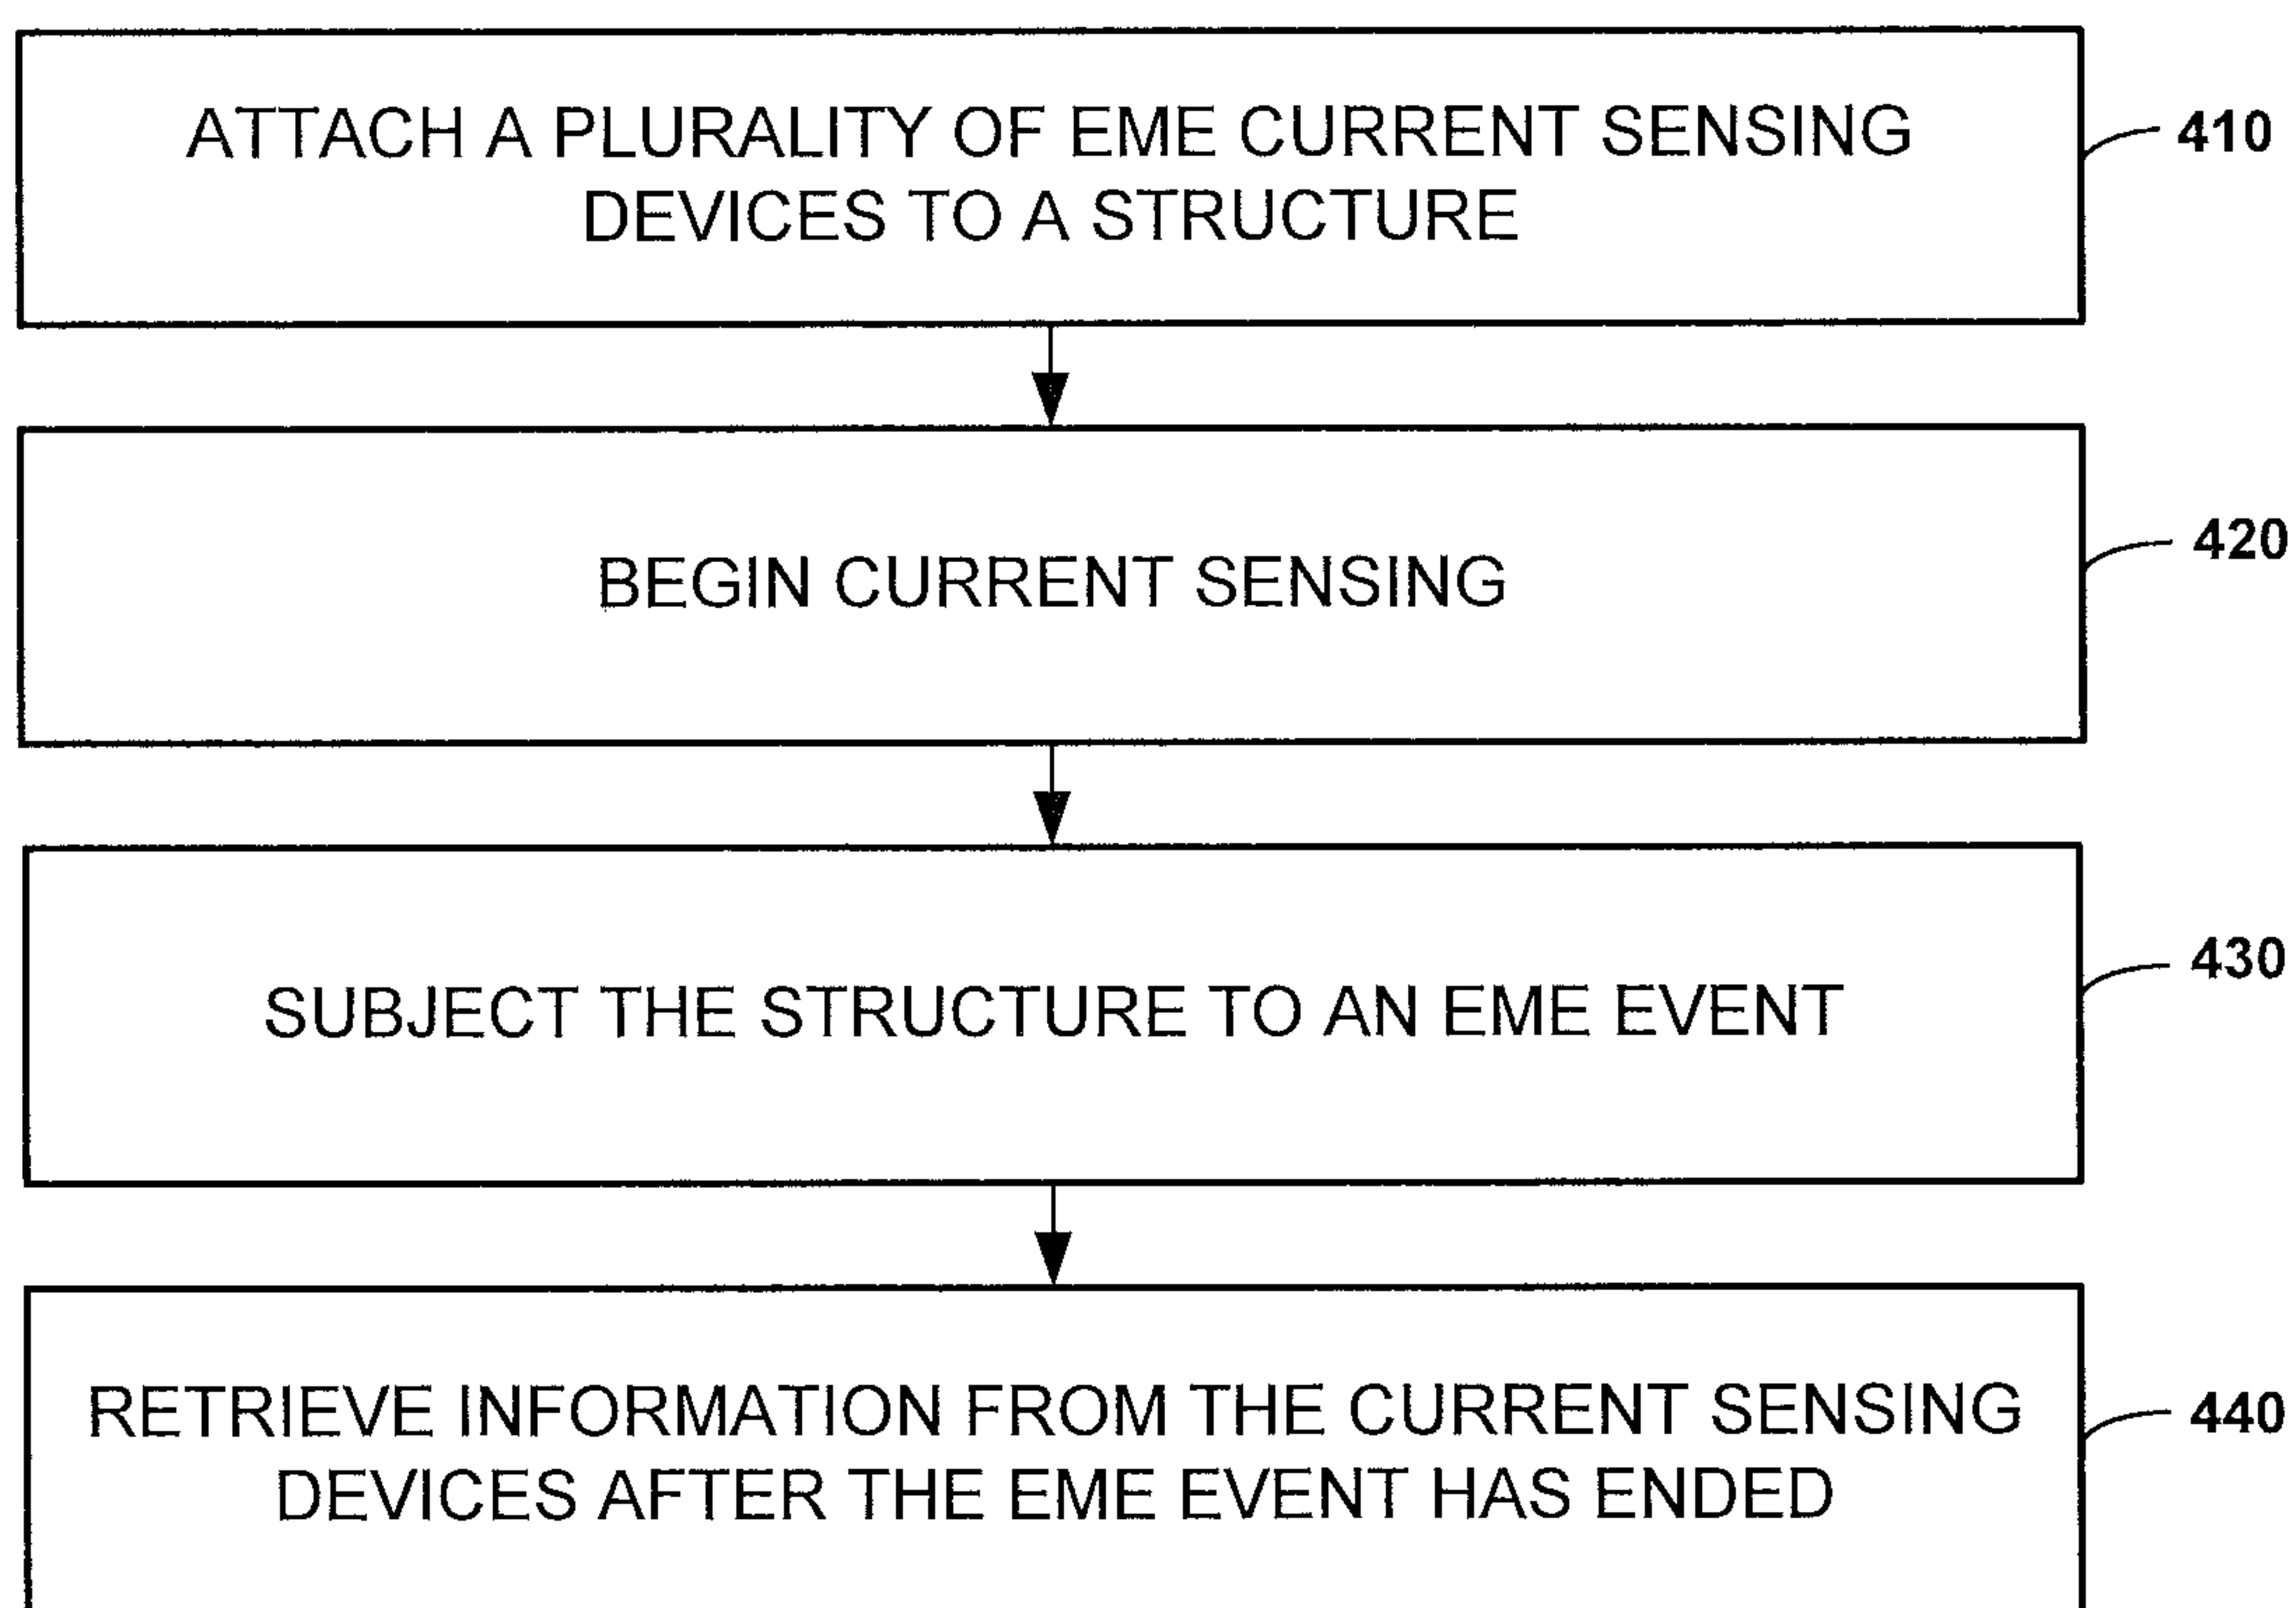 ATTACH A PLURALITY OF EME CURRENT SENSING
DEVICES TO A STRUCTURE
410
BEGIN CURRENT SENSING
420
SUBJECT THE STRUCTURE TO AN EME EVENT
430
RETRIEVE INFORMATION FROM THE CURRENT SENSING
DEVICES AFTER THE EME EVENT HAS ENDED
440